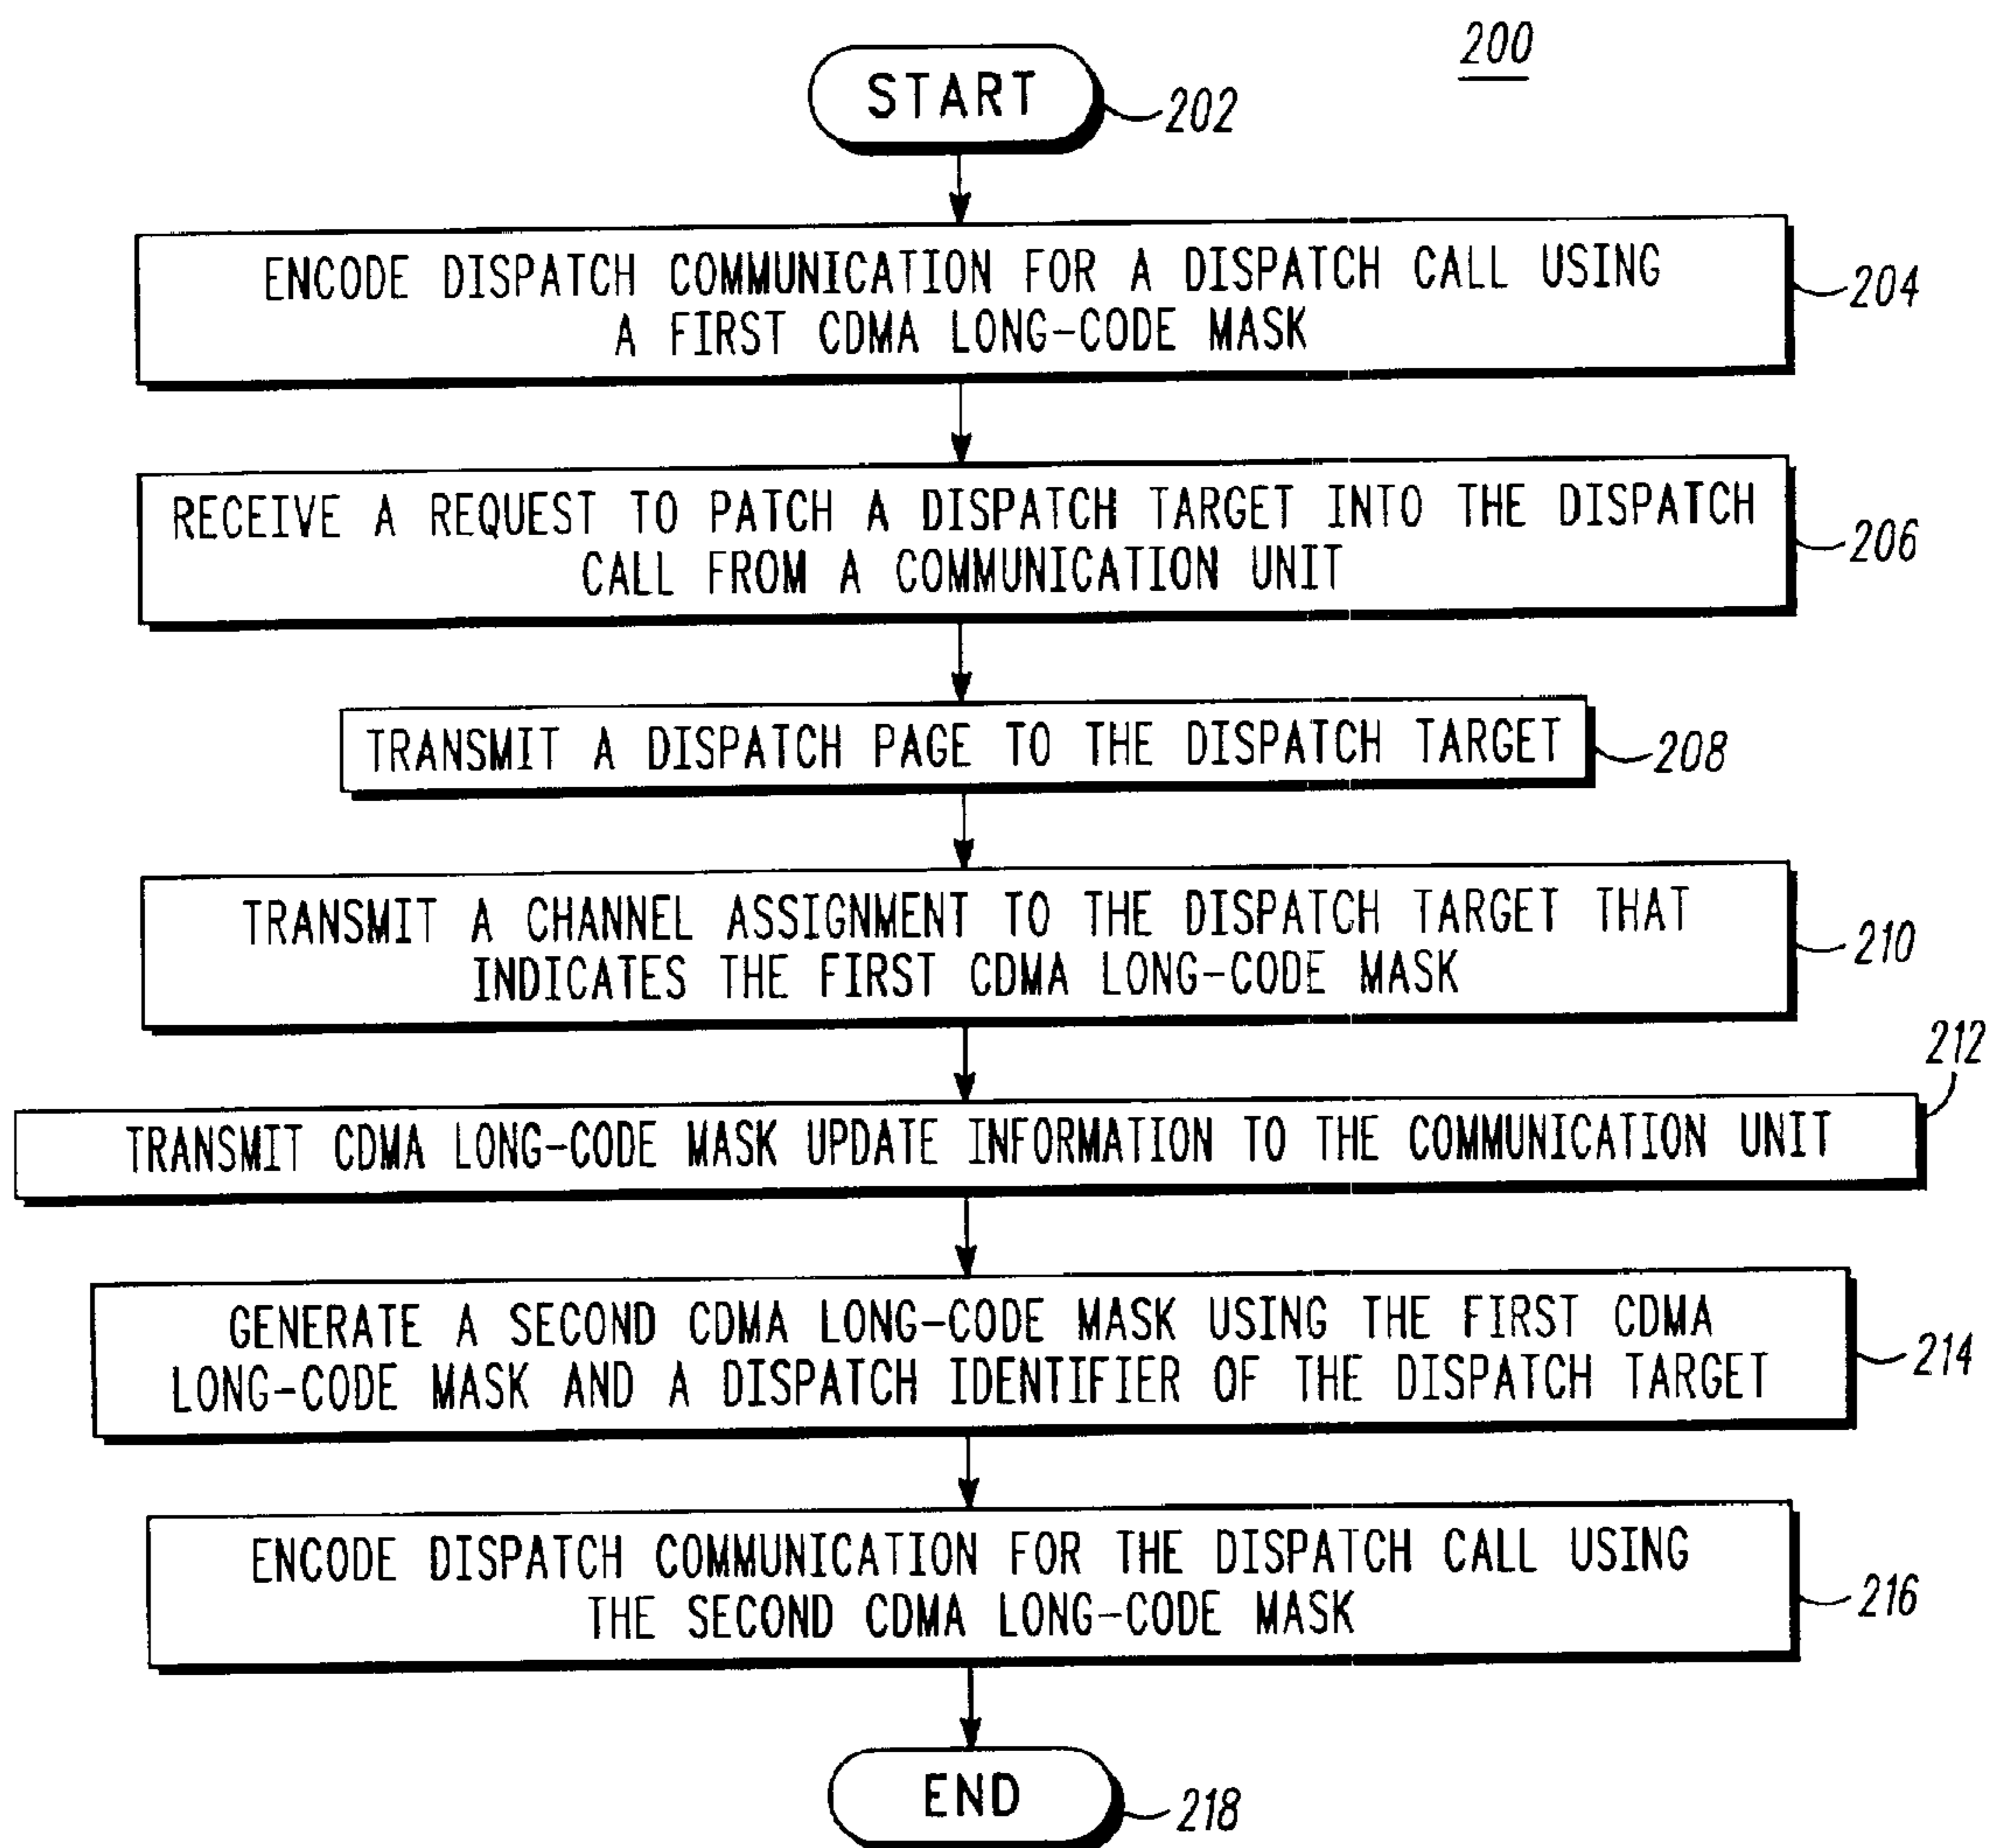 200
START
202
ENCODE DISPATCH COMMUNICATION FOR A DISPATCH CALL USING
A FIRST CDMA LONG-CODE MASK
204
RECEIVE A REQUEST TO PATCH A DISPATCH TARGET INTO THE DISPATCH
CALL FROM A COMMUNICATION UNIT
206
TRANSMIT A DISPATCH PAGE TO THE DISPATCH TARGET
208
TRANSMIT A CHANNEL ASSIGNMENT TO THE DISPATCH TARGET THAT
INDICATES THE FIRST CDMA LONG-CODE MASK
210
212
TRANSMIT CDMA LONG-CODE MASK UPDATE INFORMATION TO THE COMMUNICATION UNIT
GENERATE A SECOND CDMA LONG-CODE MASK USING THE FIRST CDMA
LONG-CODE MASK AND A DISPATCH IDENTIFIER OF THE DISPATCH TARGET
214
ENCODE DISPATCH COMMUNICATION FOR THE DISPATCH CALL USING
THE SECOND CDMA LONG-CODE MASK
216
END
218